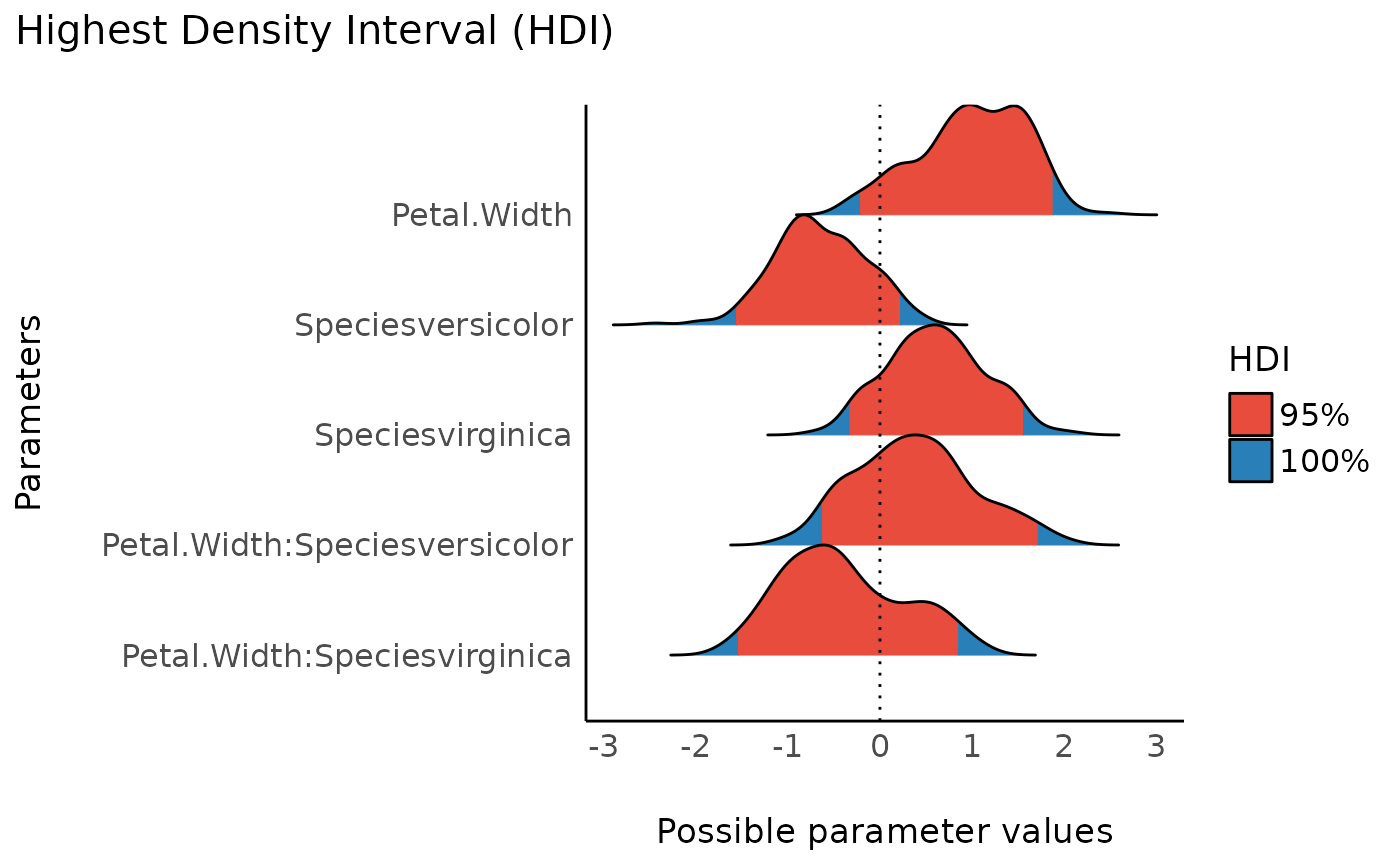 Highest Density Interval (HDI)
Parameters
Petal.Width
Speciesversicolor
Speciesvirginica
Petal.Width:Speciesversicolor
Petal.Width:Speciesvirginica
-3 -2 -1 0 1 2 3
Possible parameter values
HDI
95%
100%